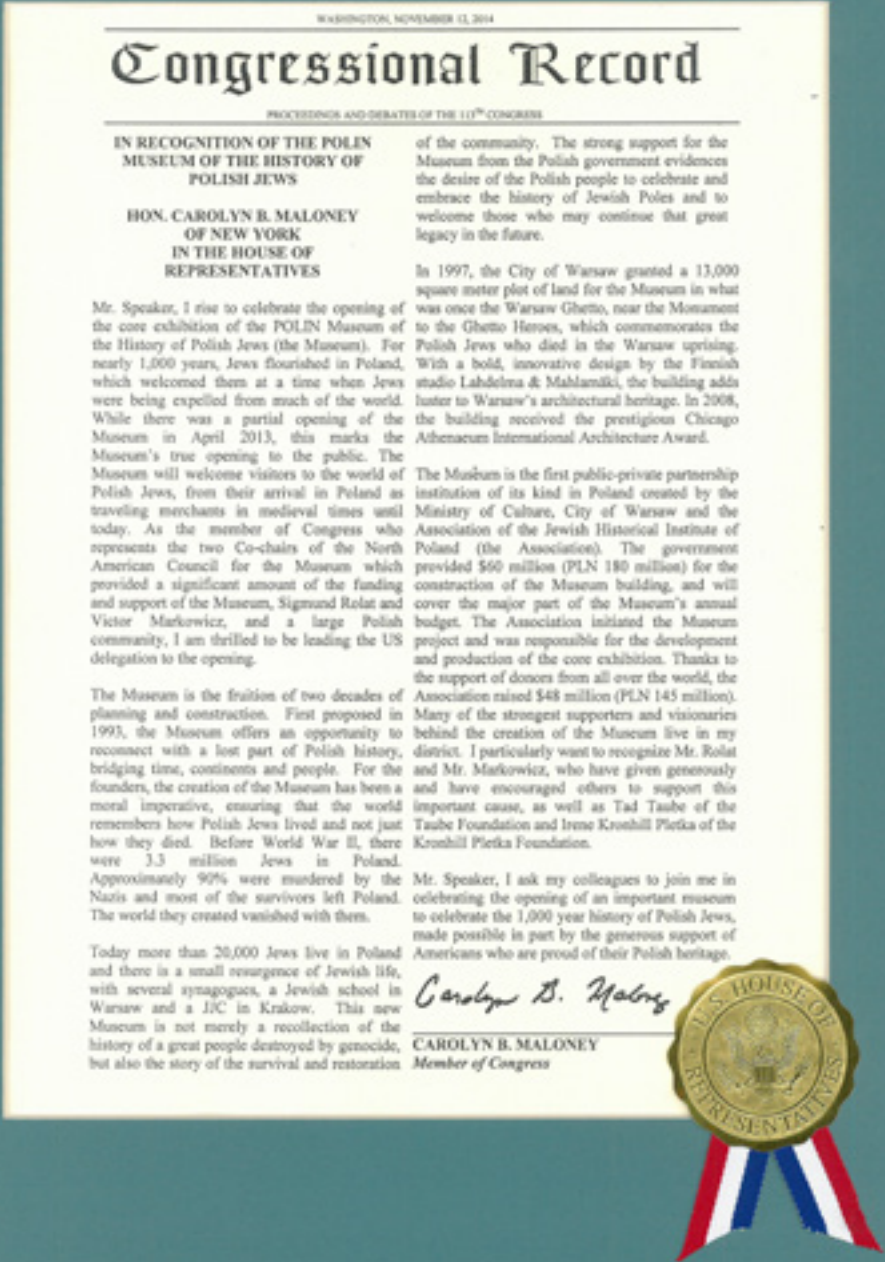 WASHINGTON, NOVEMBER 12, 2014
Congressional Record
PROCEEDINGS AND DEBATES OF THE 113TH CONGRESS
IN RECOGNITION OF THE POLIN
MUSEUM OF THE HISTORY OF
POLISH JEWS
HON. CAROLYN B. MALONEY
OF NEW YORK
IN THE HOUSE OF
REPRESENTATIVES
Mr. Speaker, I rise to celebrate the opening of
the core exhibition of the POLIN Museum of
the History of Polish Jews (the Museum). For
nearly 1,000 years, Jews flourished in Poland,
which welcomed them at a time when Jews
were being expelled from much of the world.
While there was a partial opening of the
Museum in April 2013, this marks the
Museum's true opening to the public. The
Museum will welcome visitors to the world of
Polish Jews, from their arrival in Poland as
traveling merchants in medieval times until
today. As the member of Congress who
represents the two Co-chairs of the North
American Council for the Museum which
provided a significant amount of the funding
and support of the Museum, Sigmund Rolat and
Victor Markowicz, and a large Polish
community, I am thrilled to be leading the US
delegation to the opening.
The Museum is the fruition of two decades of
planning and construction. First proposed in
1993, the Museum offers an opportunity to
reconnect with a lost part of Polish history,
bridging time, continents and people. For the
founders, the creation of the Museum has been a
moral imperative, ensuring that the world
remembers how Polish Jews lived and not just
how they died. Before World War II, there
were 3.3 million Jews in Poland.
Approximately 90% were murdered by the
Nazis and most of the survivors left Poland.
The world they created vanished with them.
Today more than 20,000 Jews live in Poland
and there is a small resurgence of Jewish life,
with several synagogues, a Jewish school in
Warsaw and a JJC in Krakow. This new
Museum is not merely a recollection of the
history of a great people destroyed by genocide,
but also the story of the survival and restoration
of the community. The strong support for the
Museum from the Polish government evidences
the desire of the Polish people to celebrate and
embrace the history of Jewish Poles and to
welcome those who may continue that great
legacy in the future.
In 1997, the City of Warsaw granted a 13,000
square meter plot of land for the Museum in what
was once the Warsaw Ghetto, near the Monument
to the Ghetto Heroes, which commemorates the
Polish Jews who died in the Warsaw uprising.
With a bold, innovative design by the Finnish
studio Lahdelma & Mahlamäki, the building adds
luster to Warsaw's architectural heritage. In 2008,
the building received the prestigious Chicago
Athenaeum International Architecture Award.
The Museum is the first public-private partnership
institution of its kind in Poland created by the
Ministry of Culture, City of Warsaw and the
Association of the Jewish Historical Institute of
Poland (the Association). The government
provided $60 million (PLN 180 million) for the
construction of the Museum building, and will
cover the major part of the Museum's annual
budget. The Association initiated the Museum
project and was responsible for the development
and production of the core exhibition. Thanks to
the support of donors from all over the world, the
Association raised $48 million (PLN 145 million).
Many of the strongest supporters and visionaries
behind the creation of the Museum live in my
district. I particularly want to recognize Mr. Rolat
and Mr. Markowicz, who have given generously
and have encouraged others to support this
important cause, as well as Tad Taube of the
Taube Foundation and Irene Kronhill Pletka of the
Kronhill Pletka Foundation.
Mr. Speaker, I ask my colleagues to join me in
celebrating the opening of an important museum
to celebrate the 1,000 year history of Polish Jews,
made possible in part by the generous support of
Americans who are proud of their Polish heritage.
Carolyn B. Maloney
CAROLYN B. MALONEY
Member of Congress
U.S. HOUSE OF
REPRESENTATIVES